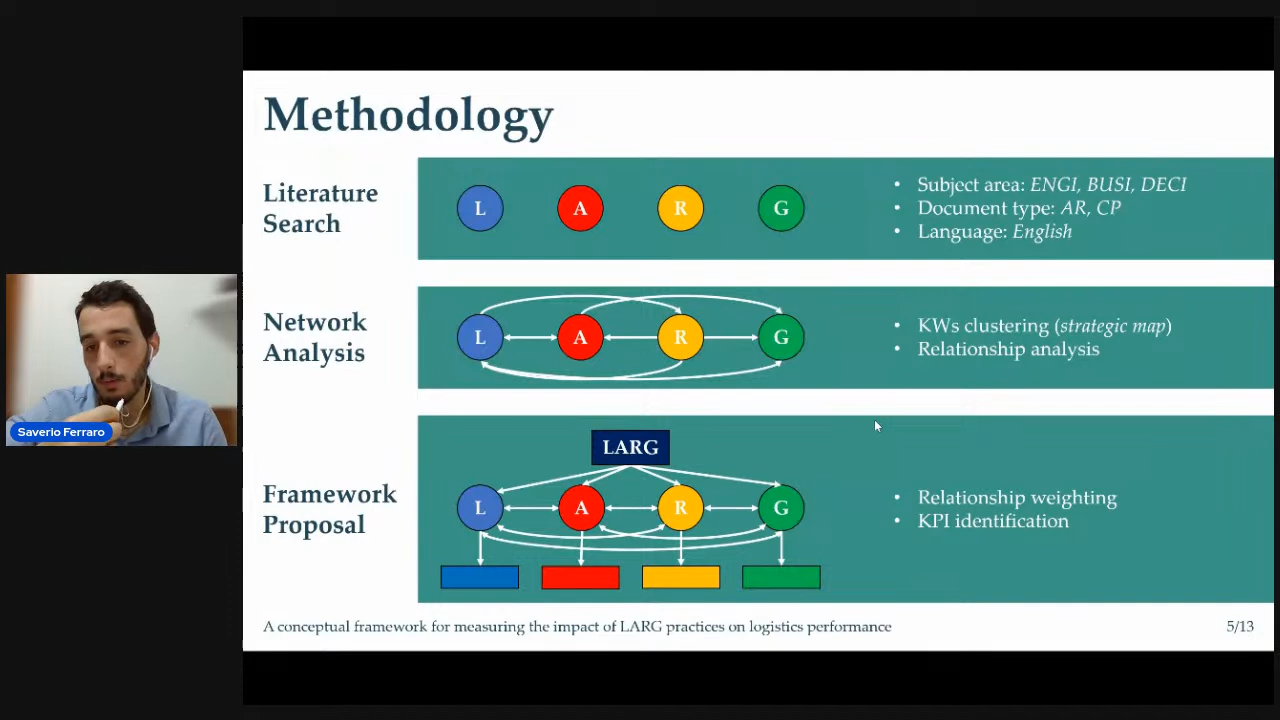 Methodology
Literature
Search
L
A
R
G
• Subject area: ENGI, BUSI, DECI
• Document type: AR, CP
• Language: English
Network
Analysis
L
A
R
G
• KWs clustering (strategic map)
• Relationship analysis
Saverio Ferraro
Framework
Proposal
LARG
L
A
R
G
• Relationship weighting
• KPI identification
A conceptual framework for measuring the impact of LARG practices on logistics performance
5/13